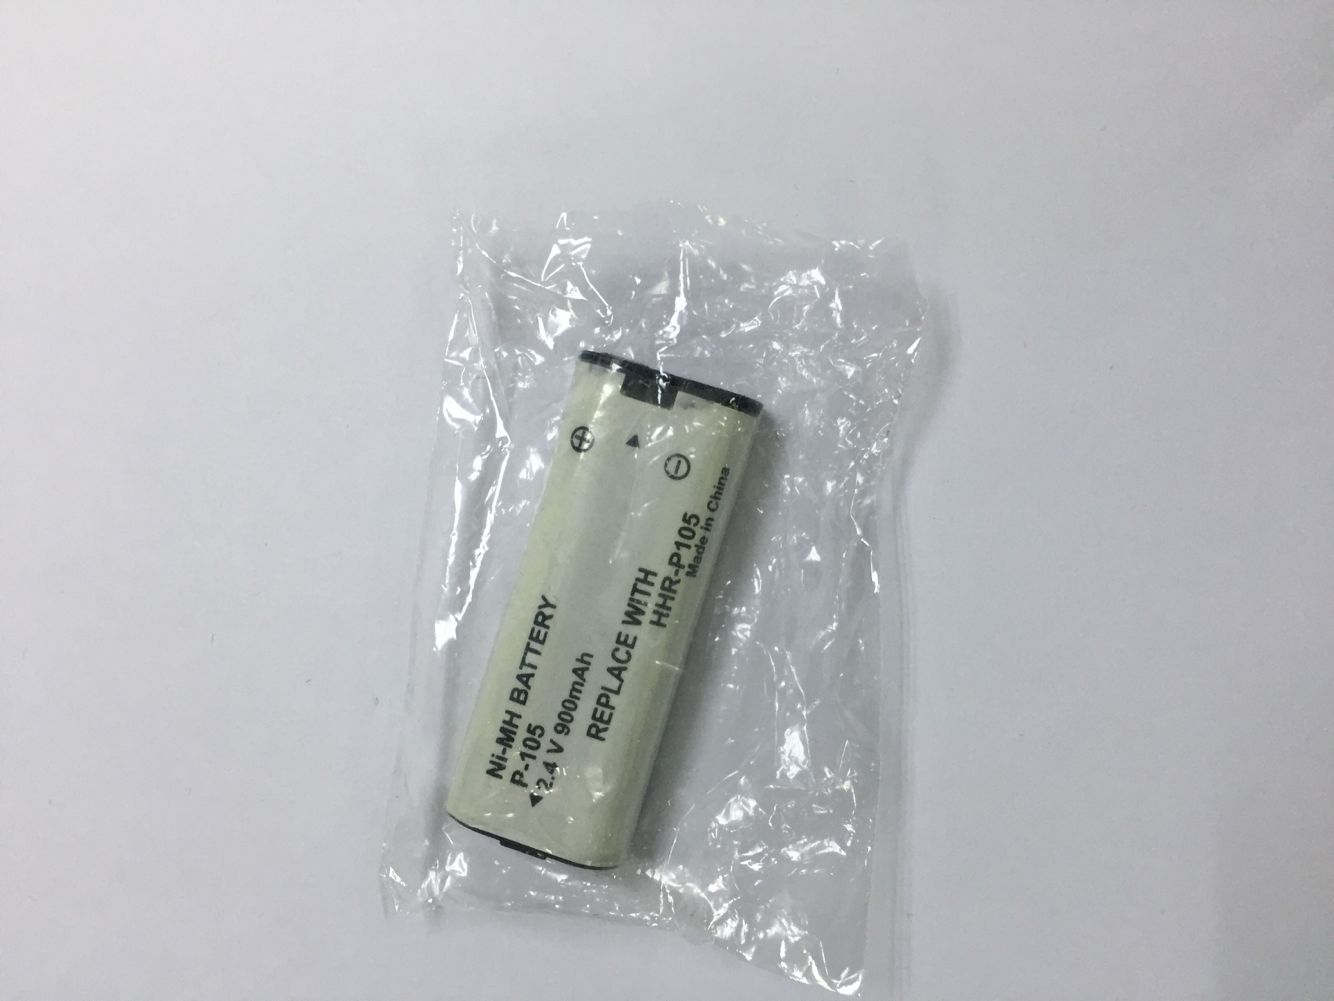 Ni-MH BATTERY
P-105
2.4 V 900mAh
REPLACE WITH
HHR-P105
Made in China